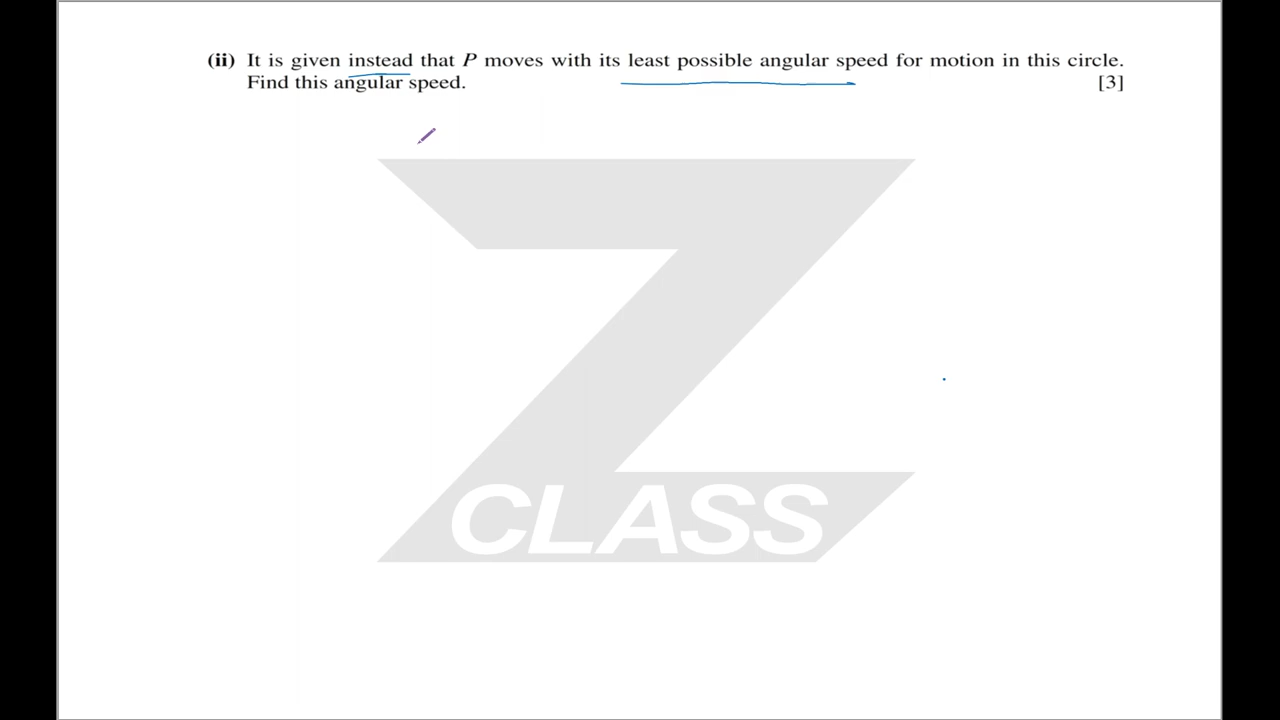 (ii) It is given instead that P moves with its least possible angular speed for motion in this circle.
Find this angular speed. [3]
CLASS